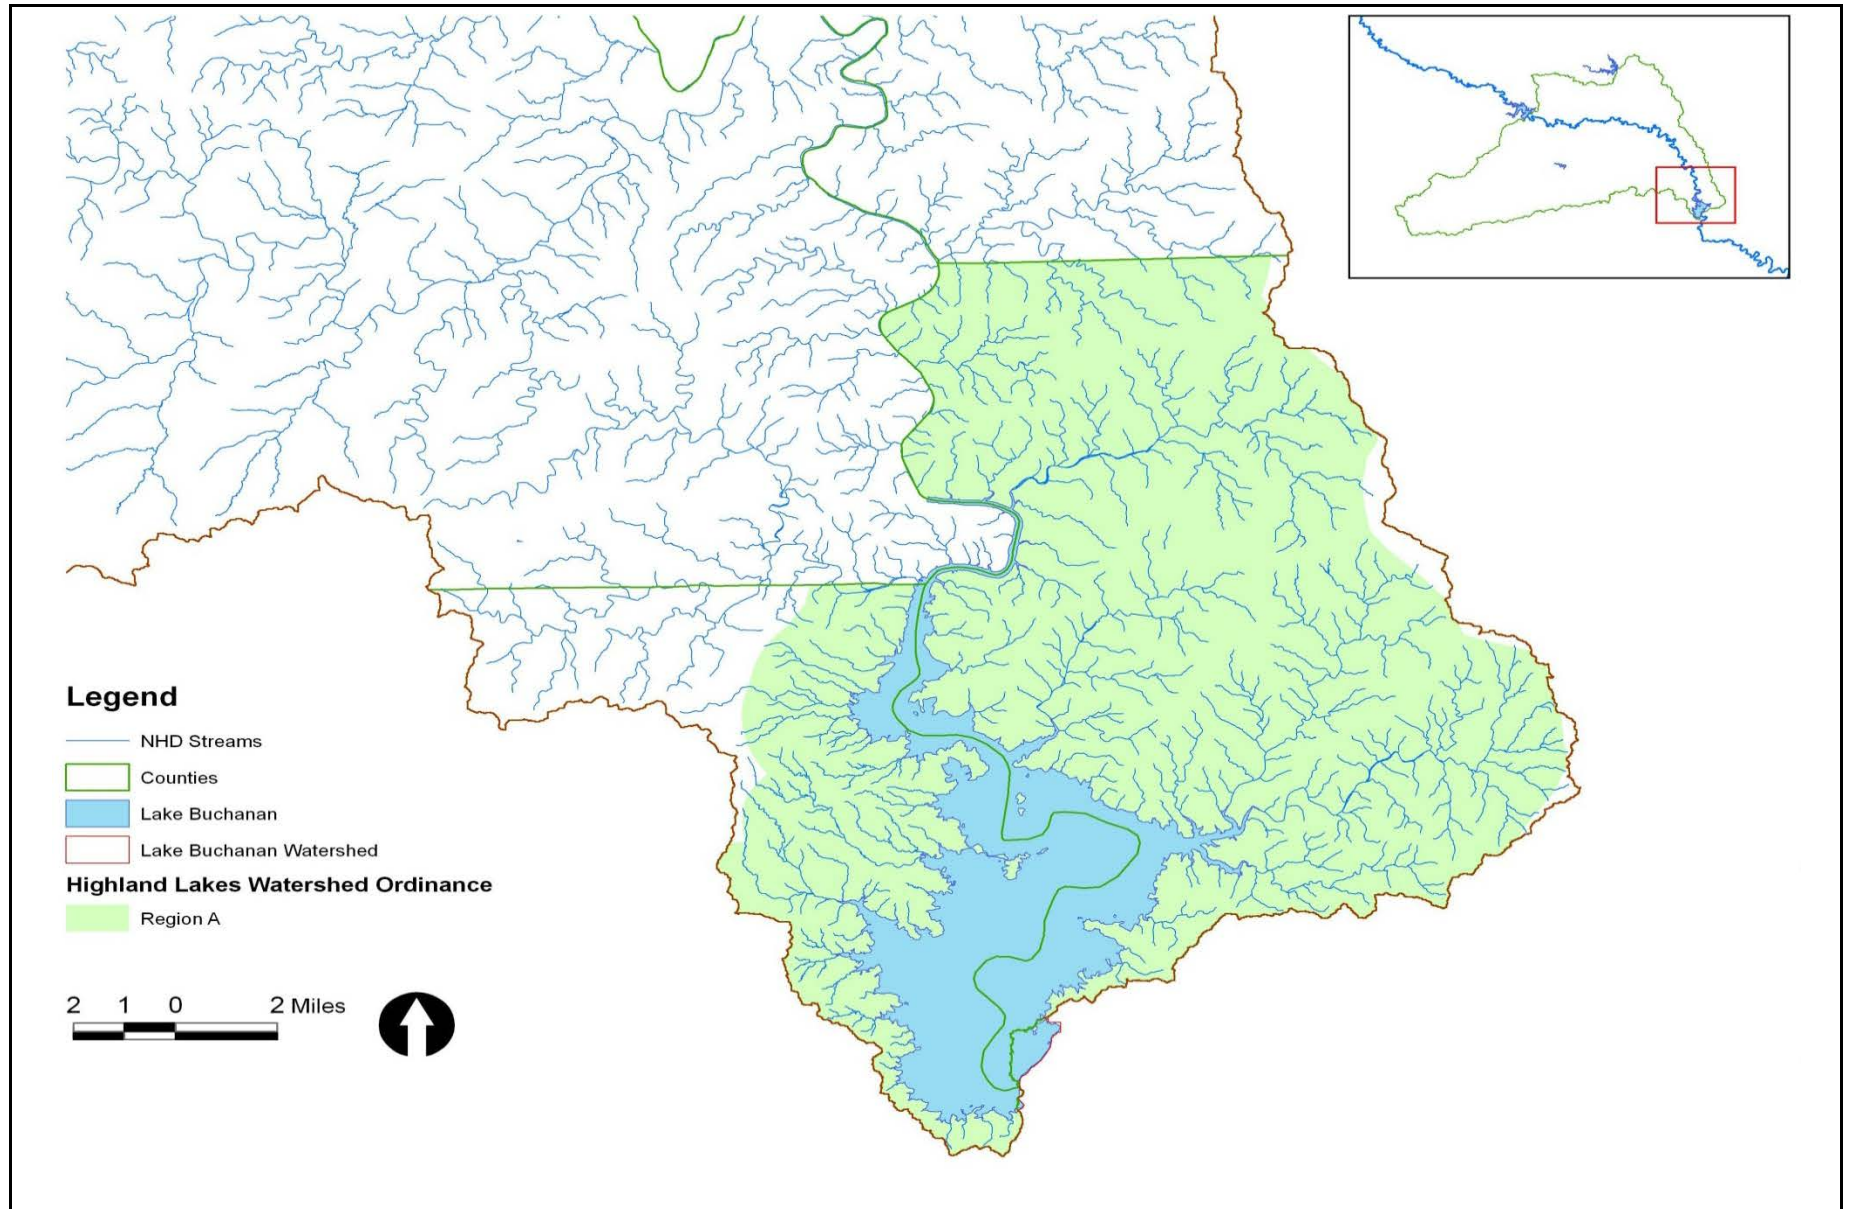 Legend
NHD Streams
Counties
Lake Buchanan
Lake Buchanan Watershed
Highland Lakes Watershed Ordinance
Region A
2 1 0 2 Miles